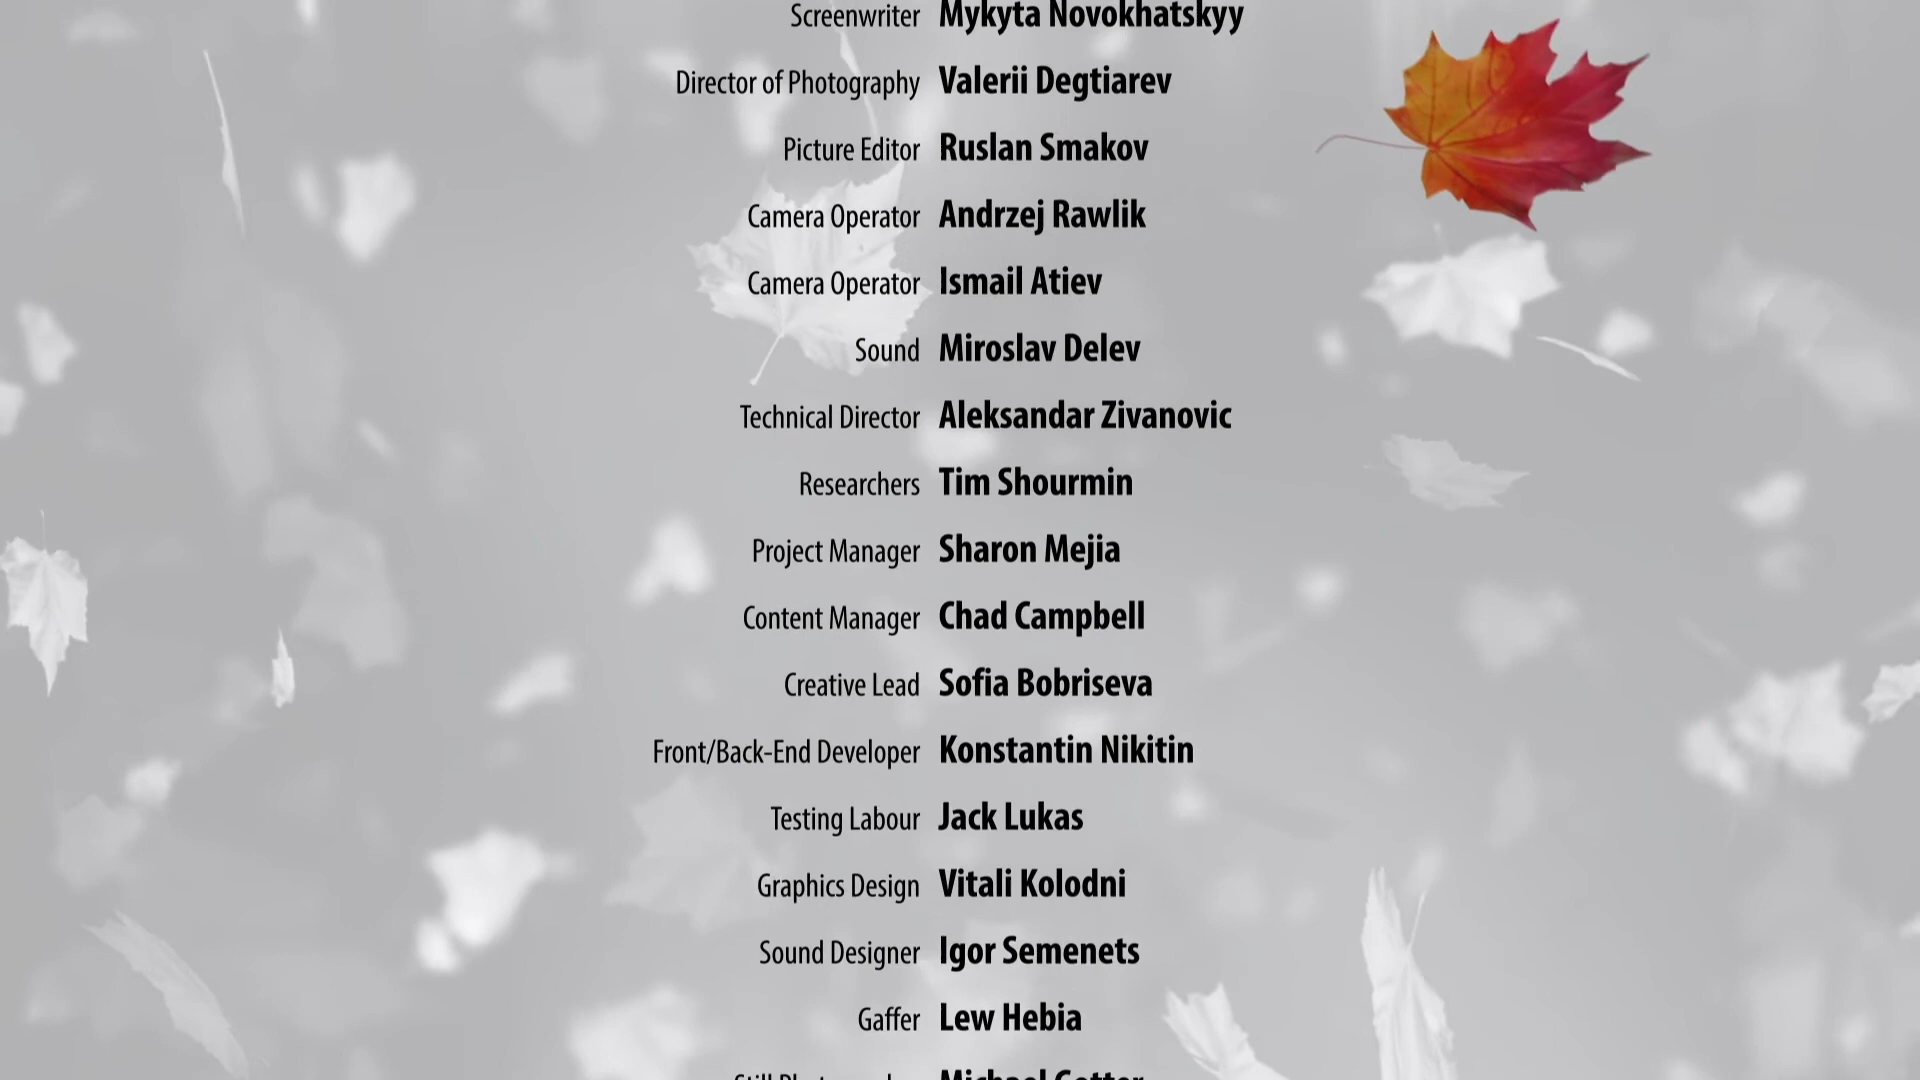 Screenwriter Mykyta Novokhatskyy
Director of Photography Valerii Degtiarev
Picture Editor Ruslan Smakov
Camera Operator Andrzej Rawlik
Camera Operator Ismail Atiev
Sound Miroslav Delev
Technical Director Aleksandar Zivanovic
Researchers Tim Shourmin
Project Manager Sharon Mejia
Content Manager Chad Campbell
Creative Lead Sofia Bobriseva
Front/Back-End Developer Konstantin Nikitin
Testing Labour Jack Lukas
Graphics Design Vitali Kolodni
Sound Designer Igor Semenets
Gaffer Lew Hebia
Michael